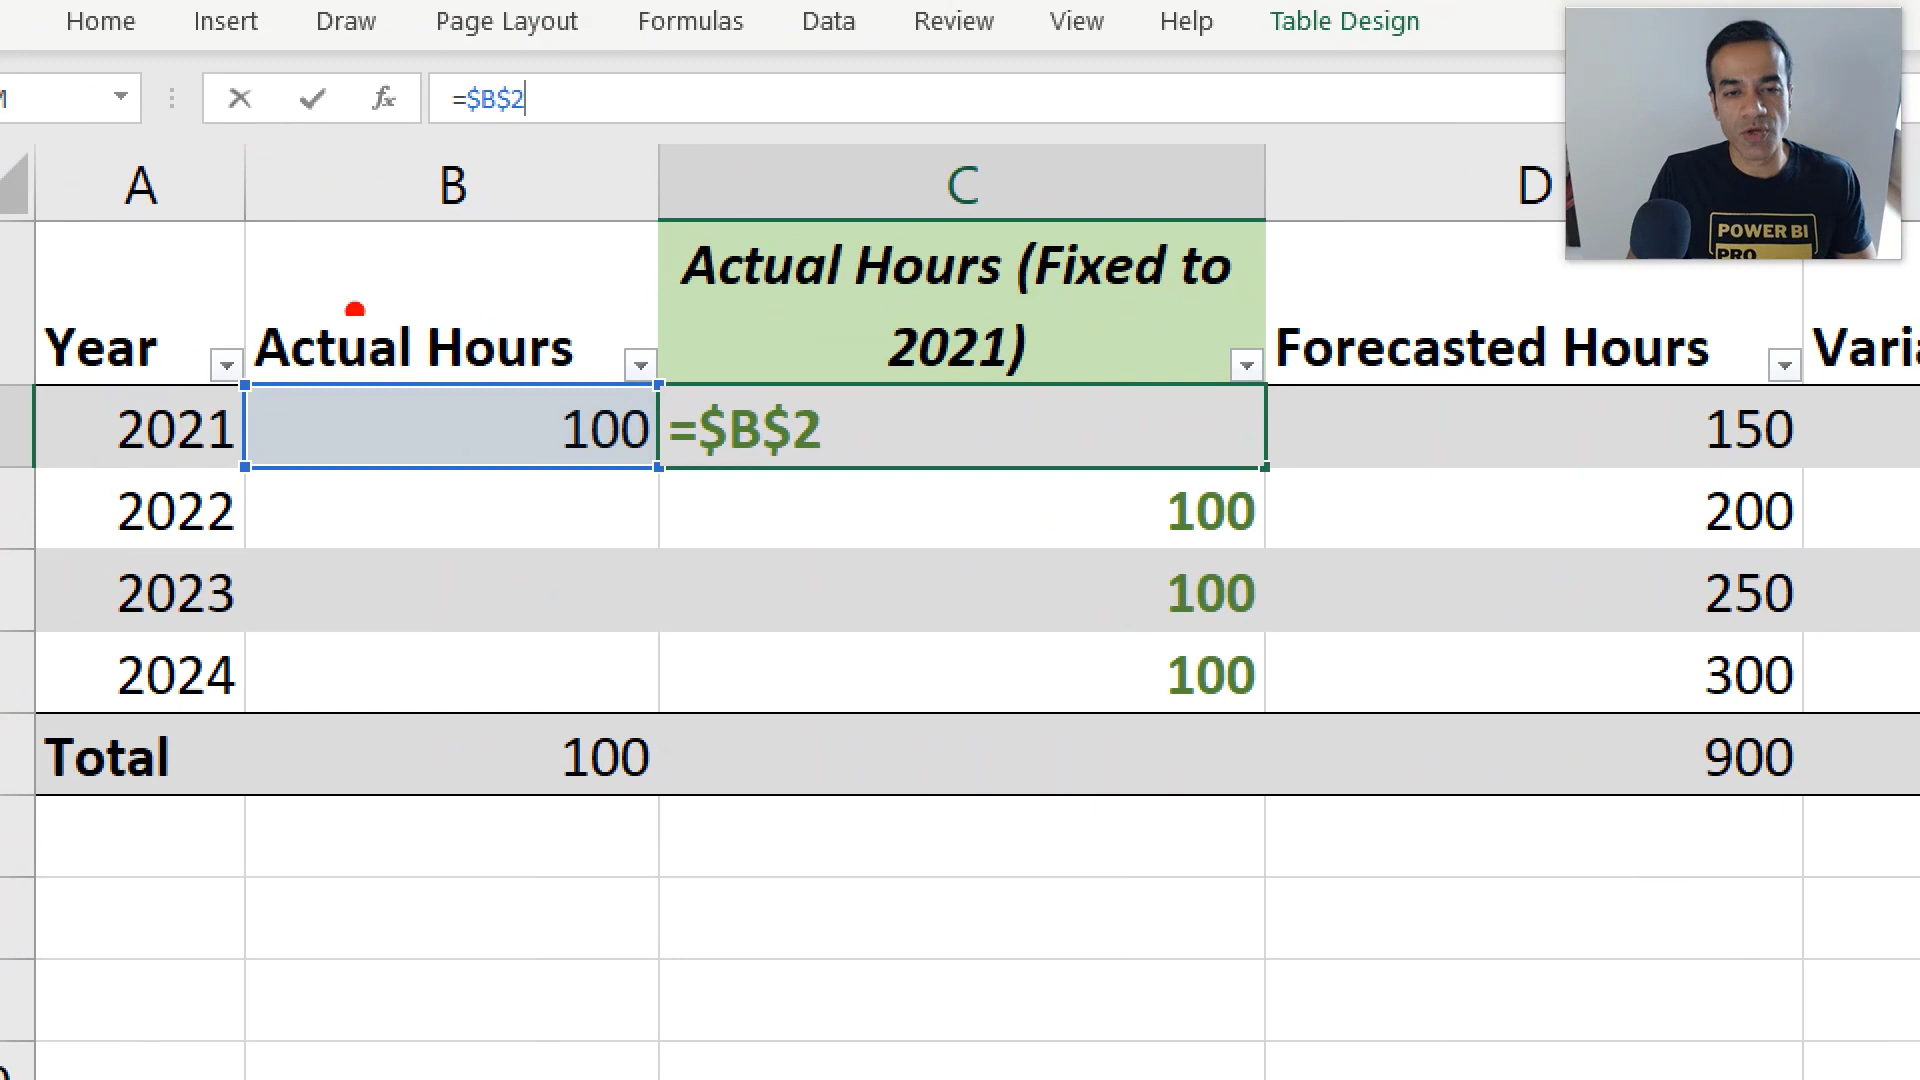 Home Insert Draw Page Layout Formulas Data Review View Help Table Design
fx =$B$2
A B C D
Year Actual Hours Actual Hours (Fixed to
2021) Forecasted Hours
2021 100 =$B$2 150
2022 100 200
2023 100 250
2024 100 300
Total 100 900
POWER BI
PRO